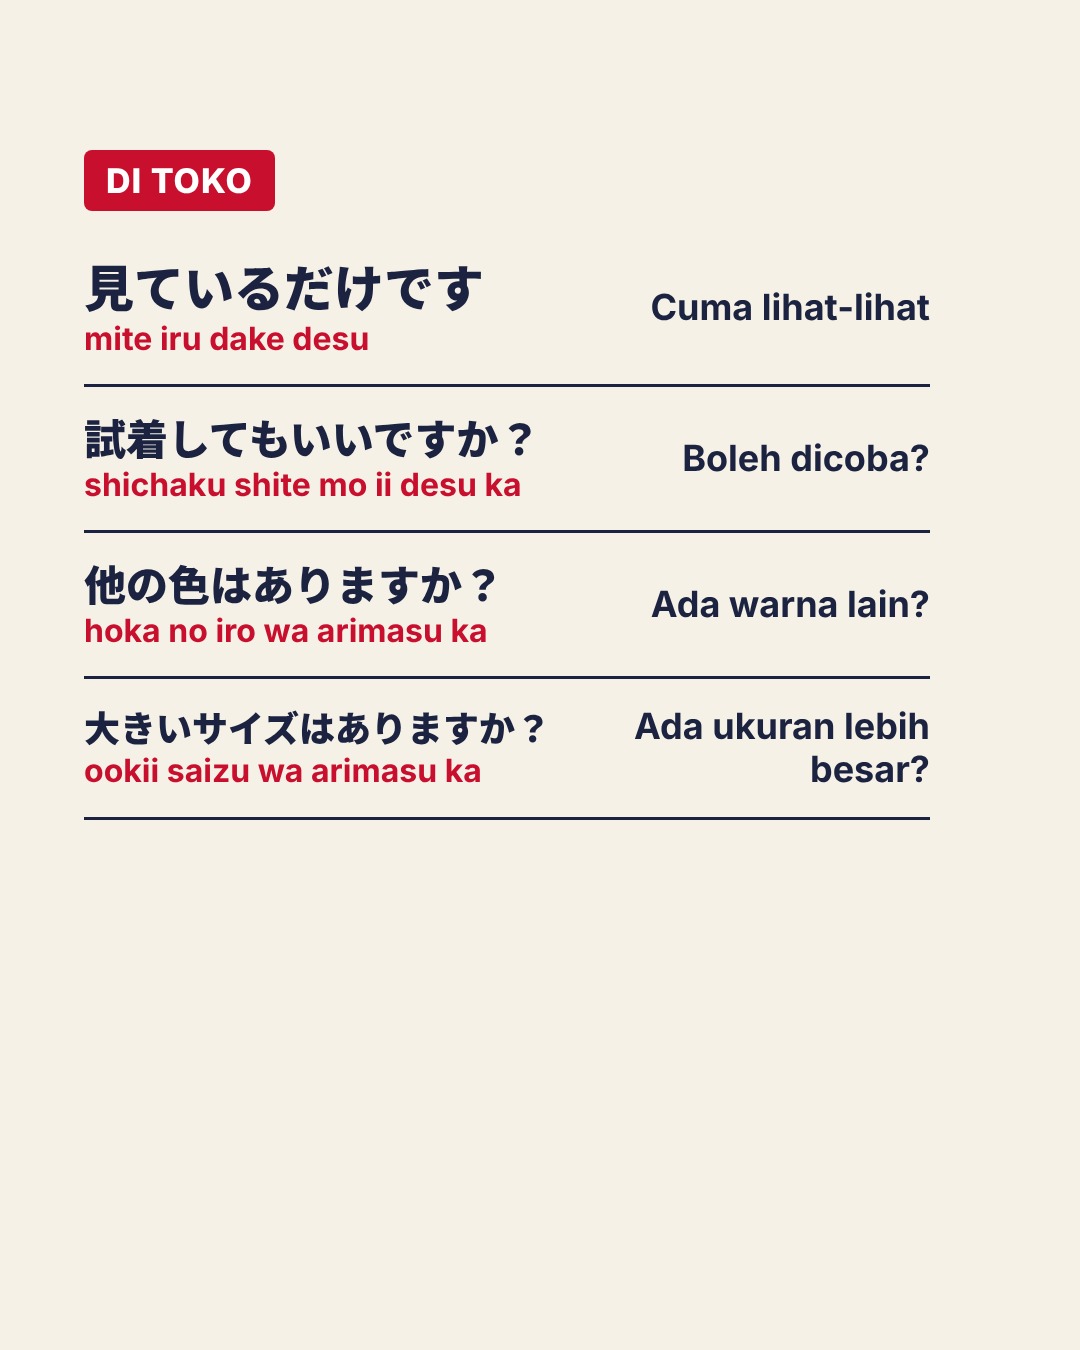 DI TOKO
見ているだけです
mite iru dake desu
Cuma lihat-lihat
試着してもいいですか？
shichaku shite mo ii desu ka
Boleh dicoba?
他の色はありますか？
hoka no iro wa arimasu ka
Ada warna lain?
大きいサイズはありますか？
ookii saizu wa arimasu ka
Ada ukuran lebih
besar?